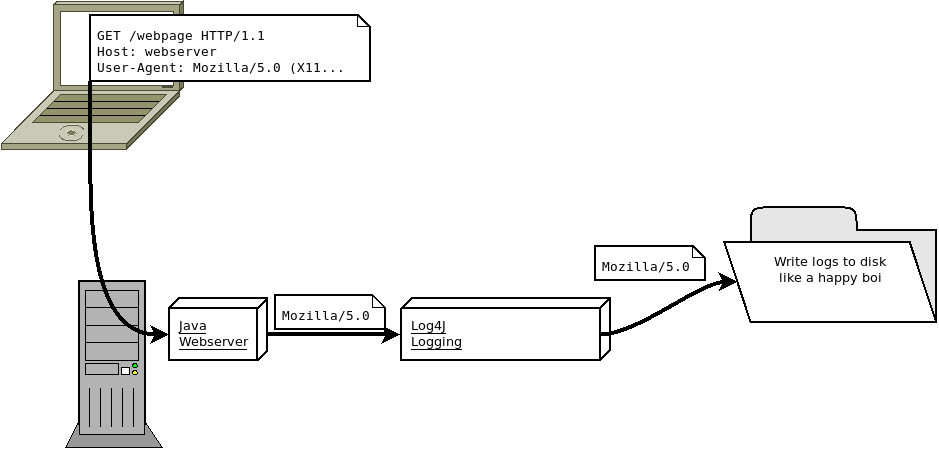 GET /webpage HTTP/1.1
Host: webserver
User-Agent: Mozilla/5.0 (X11...
Java
Webserver
Mozilla/5.0
Log4J
Logging
Mozilla/5.0
Write logs to disk
like a happy boi